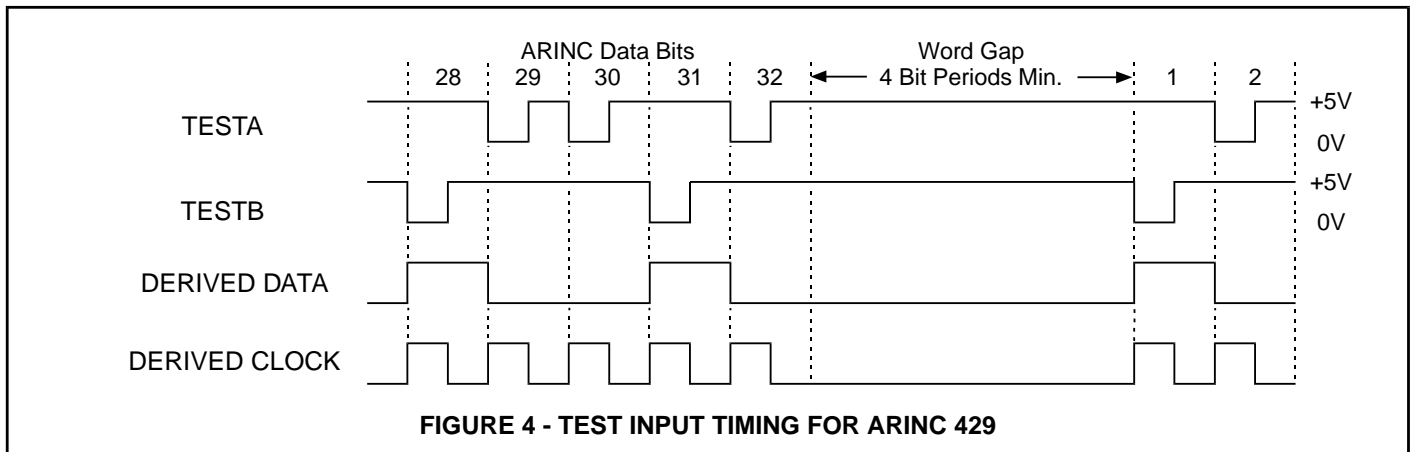 ARINC Data Bits Word Gap
28 29 30 31 32 4 Bit Periods Min. 1 2
TESTA +5V
0V
TESTB +5V
0V
DERIVED DATA
DERIVED CLOCK
FIGURE 4 - TEST INPUT TIMING FOR ARINC 429